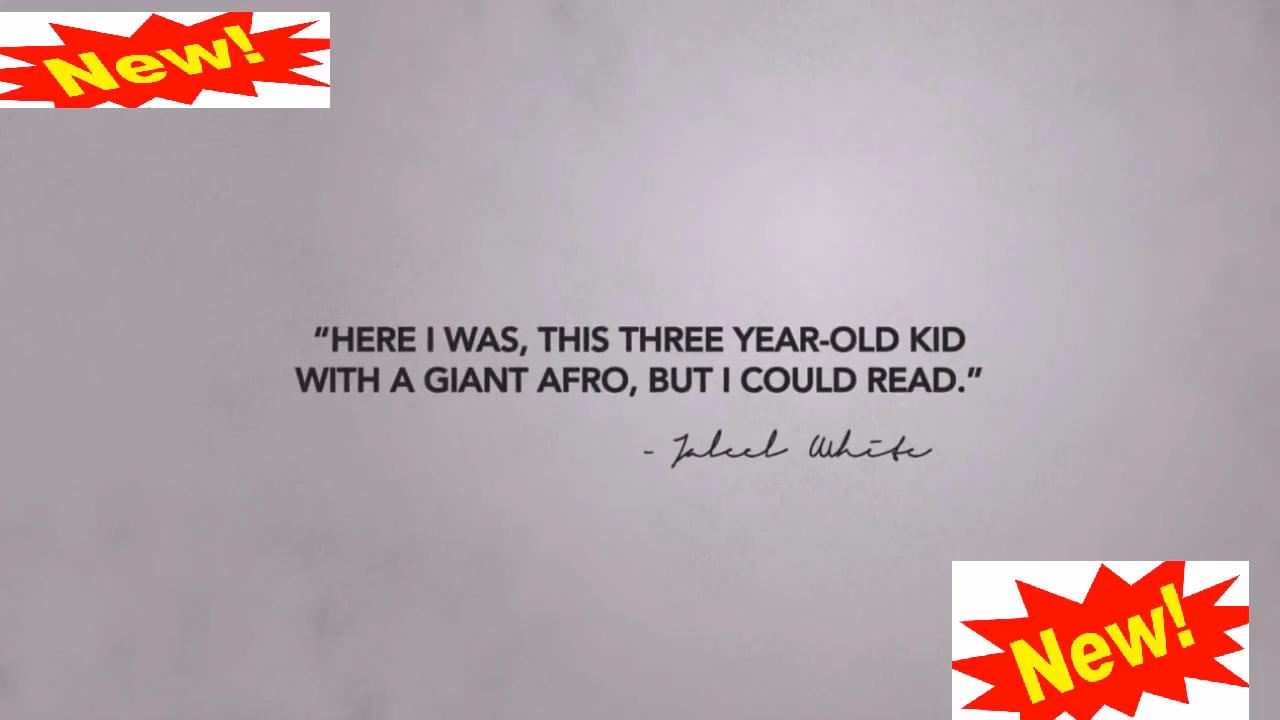 New!
“HERE I WAS, THIS THREE YEAR-OLD KID
WITH A GIANT AFRO, BUT I COULD READ.”
- Jaleel White
New!